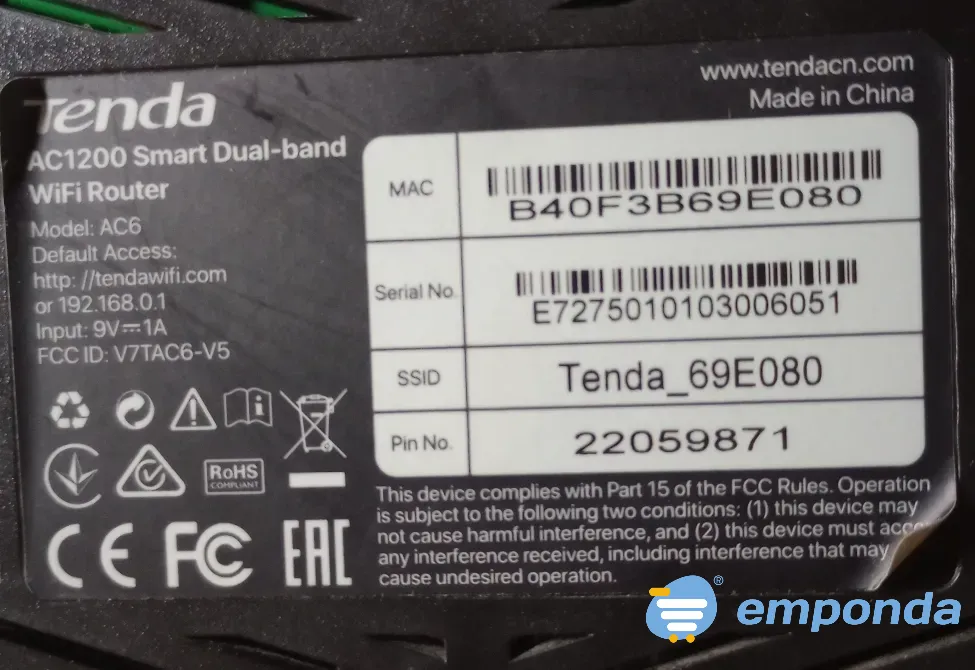 Tenda
AC1200 Smart Dual-band
WiFi Router
Model: AC6
Default Access:
http: //tendawifi.com
or 192.168.0.1
Input: 9V⎓1A
FCC ID: V7TAC6-V5
RoHS
COMPLIANT
CE FC EAC
www.tendacn.com
Made in China
MAC
B40F3B69E080
Serial No.
E7275010103006051
SSID
Tenda_69E080
Pin No.
22059871
This device complies with Part 15 of the FCC Rules. Operation
is subject to the following two conditions: (1) this device may
not cause harmful interference, and (2) this device must
any interference received, including interference that may
cause undesired operation.
emponda®